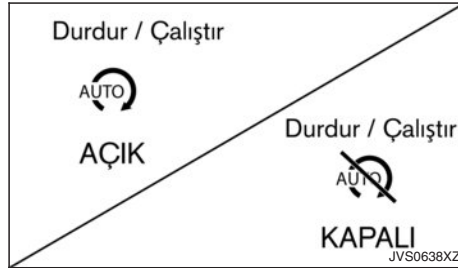 Durdur / Çalıştır
AUTO
AÇIK
Durdur / Çalıştır
AUTO
KAPALI
JVS0638XZ